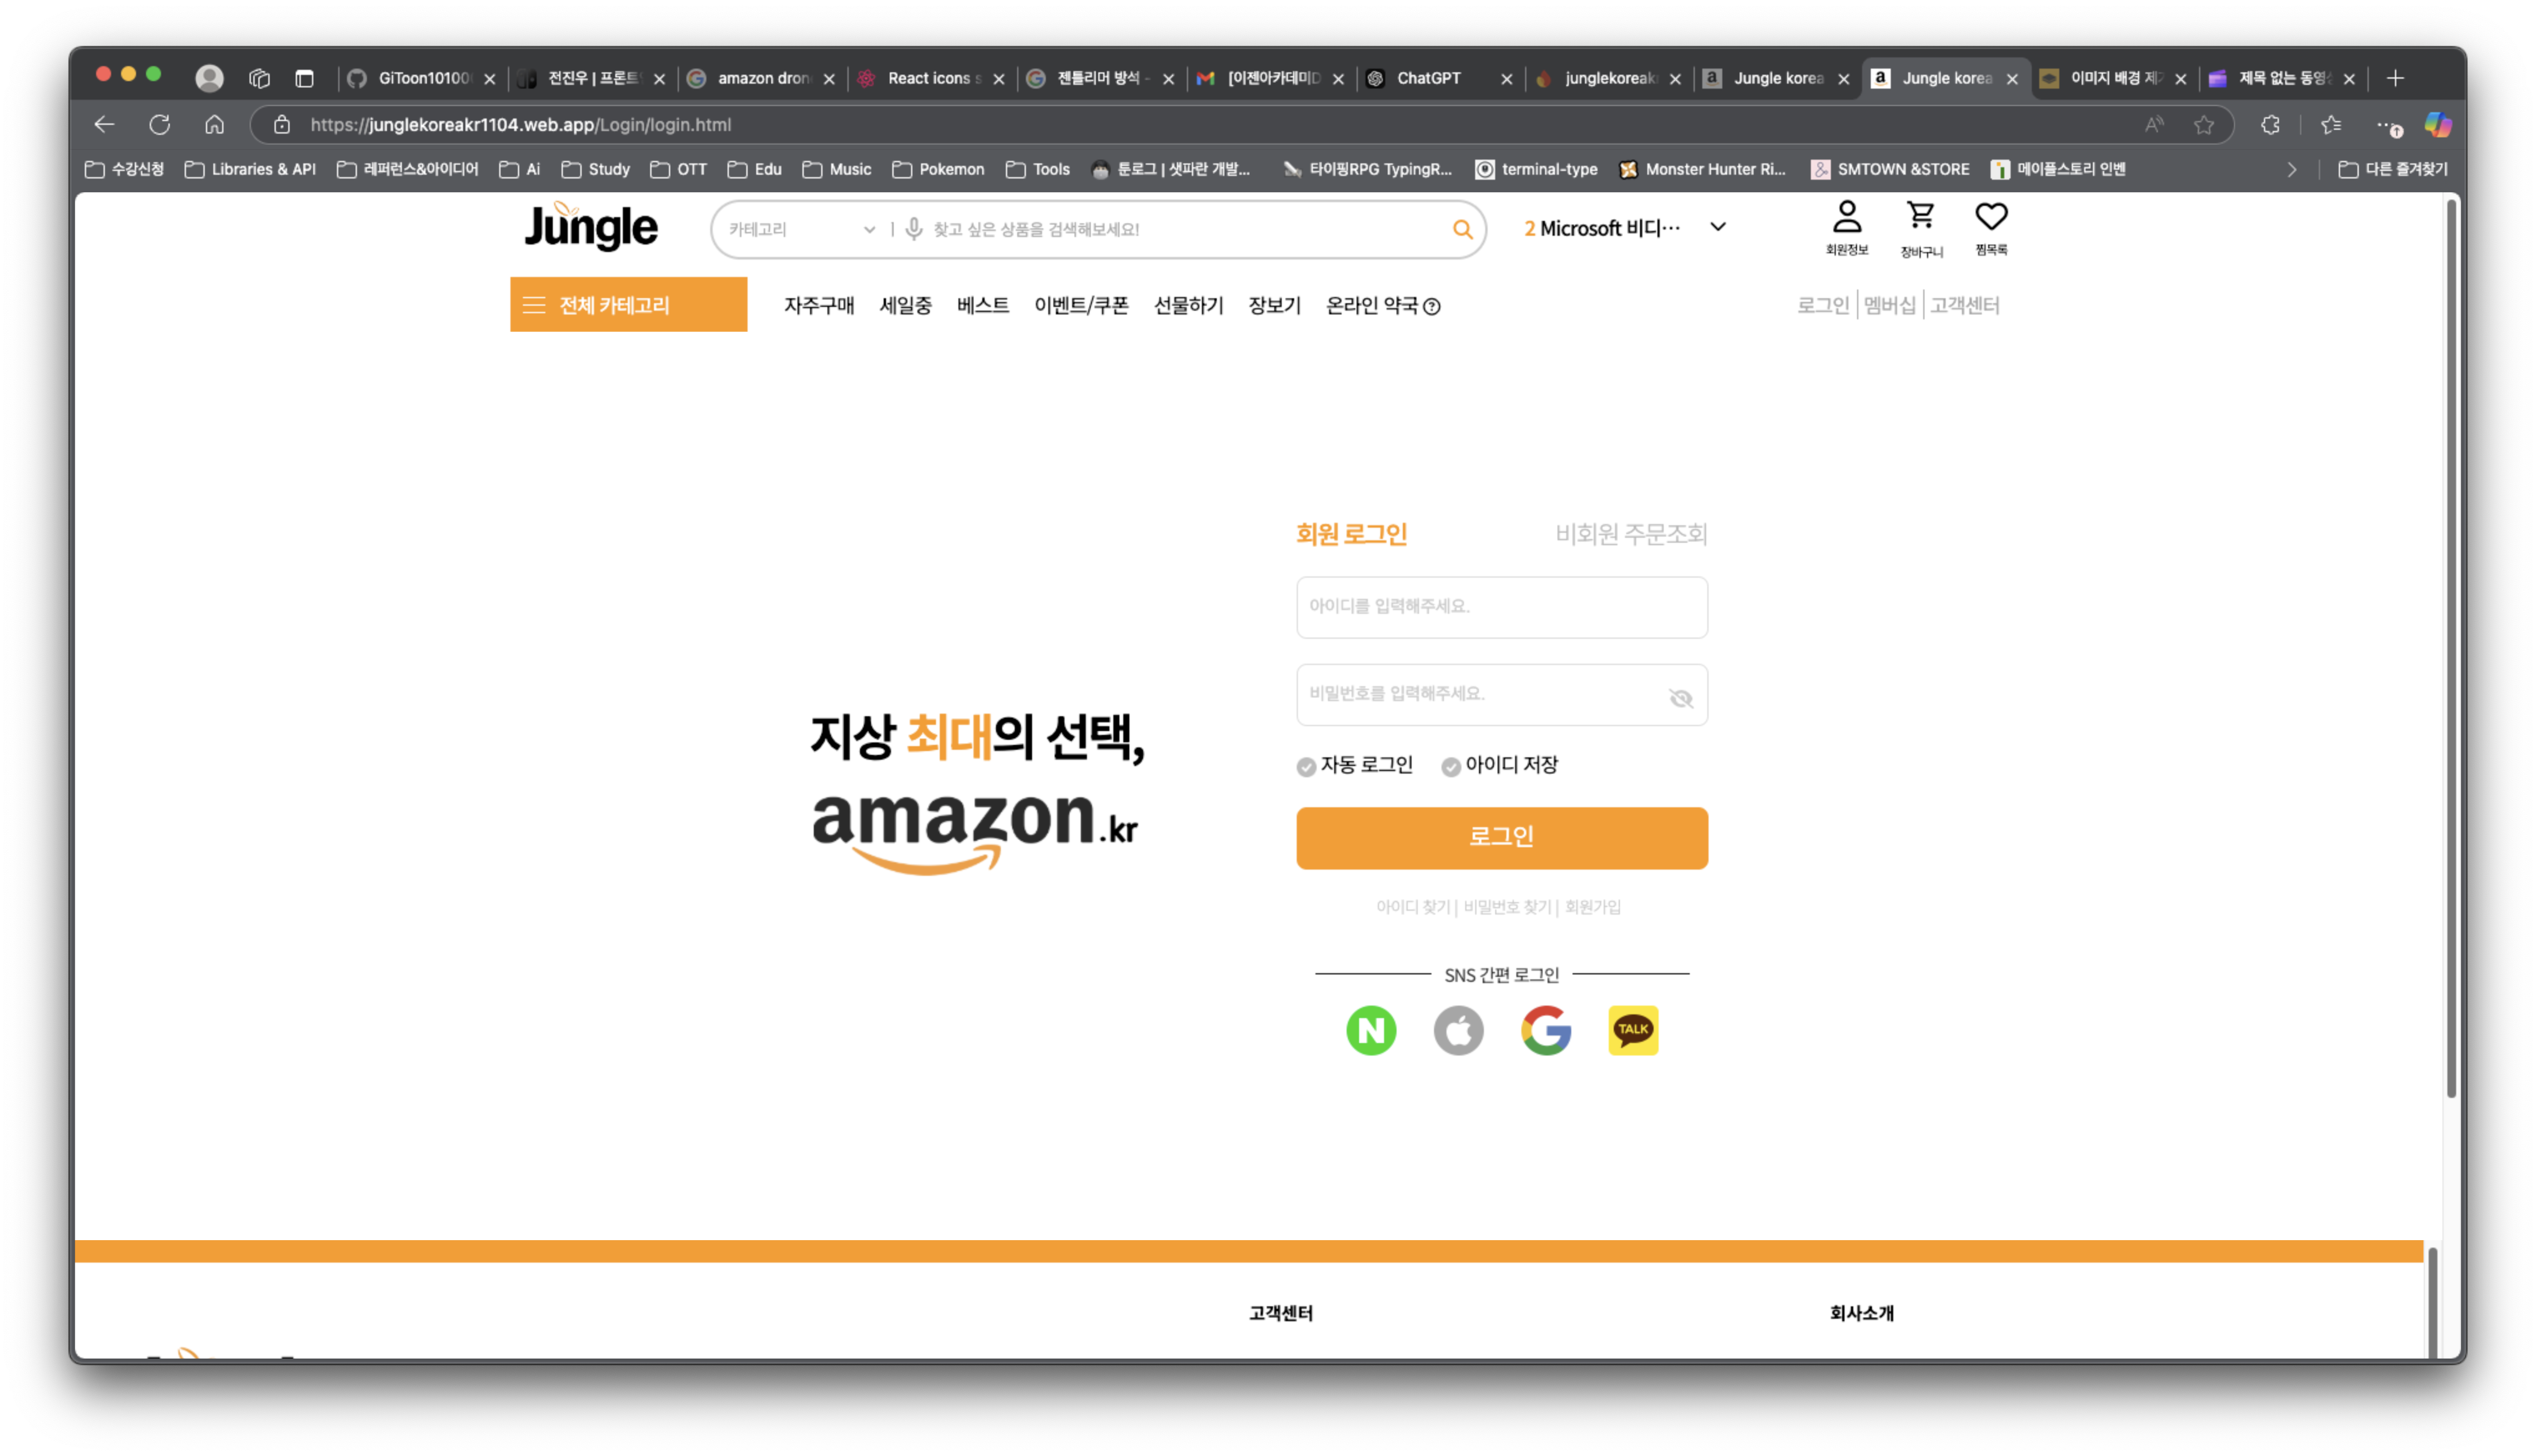 GiToon10100
전진우 | 프론트
amazon dron
React icons s
젠틀리머 방석 -
[이젠아카데미D
ChatGPT
junglekoreak
Jungle korea
Jungle korea
이미지 배경 제
제목 없는 동영상
https://junglekoreakr1104.web.app/Login/login.html
수강신청
Libraries & API
레퍼런스&아이디어
Ai
Study
OTT
Edu
Music
Pokemon
Tools
툰로그 | 샛파란 개발...
타이핑RPG TypingR...
terminal-type
Monster Hunter Ri...
SMTOWN &STORE
메이플스토리 인벤
다른 즐겨찾기
Jungle
카테고리
찾고 싶은 상품을 검색해보세요!
2 Microsoft 비디…
회원정보
장바구니
찜목록
전체 카테고리
자주구매
세일중
베스트
이벤트/쿠폰
선물하기
장보기
온라인 약국 ?
로그인
멤버십
고객센터
회원 로그인
비회원 주문조회
아이디를 입력해주세요.
비밀번호를 입력해주세요.
자동 로그인
아이디 저장
지상 최대의 선택,
amazon.kr
로그인
아이디 찾기 | 비밀번호 찾기 | 회원가입
SNS 간편 로그인
N
G
TALK
고객센터
회사소개